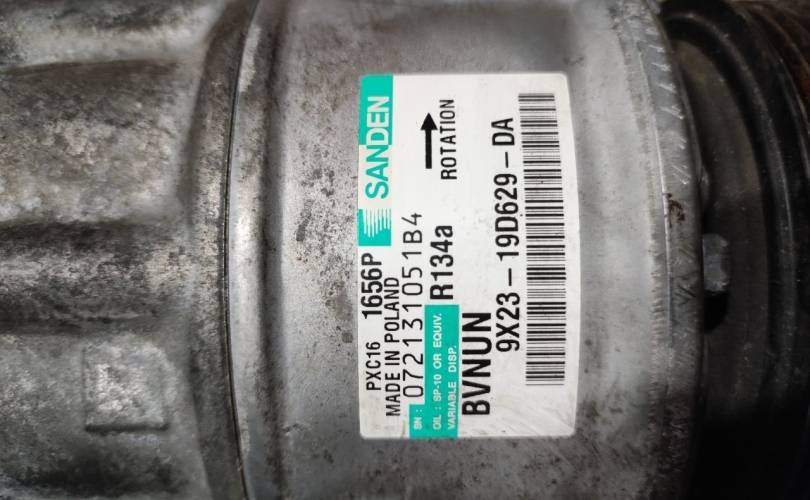 SANDEN
PXC16 1656P
MADE IN POLAND
SN: 072131051B4
OIL: SP-10 OR EQUIV.
VARIABLE DISP.
R134a
ROTATION
BVNUN
9X23-19D629-DA